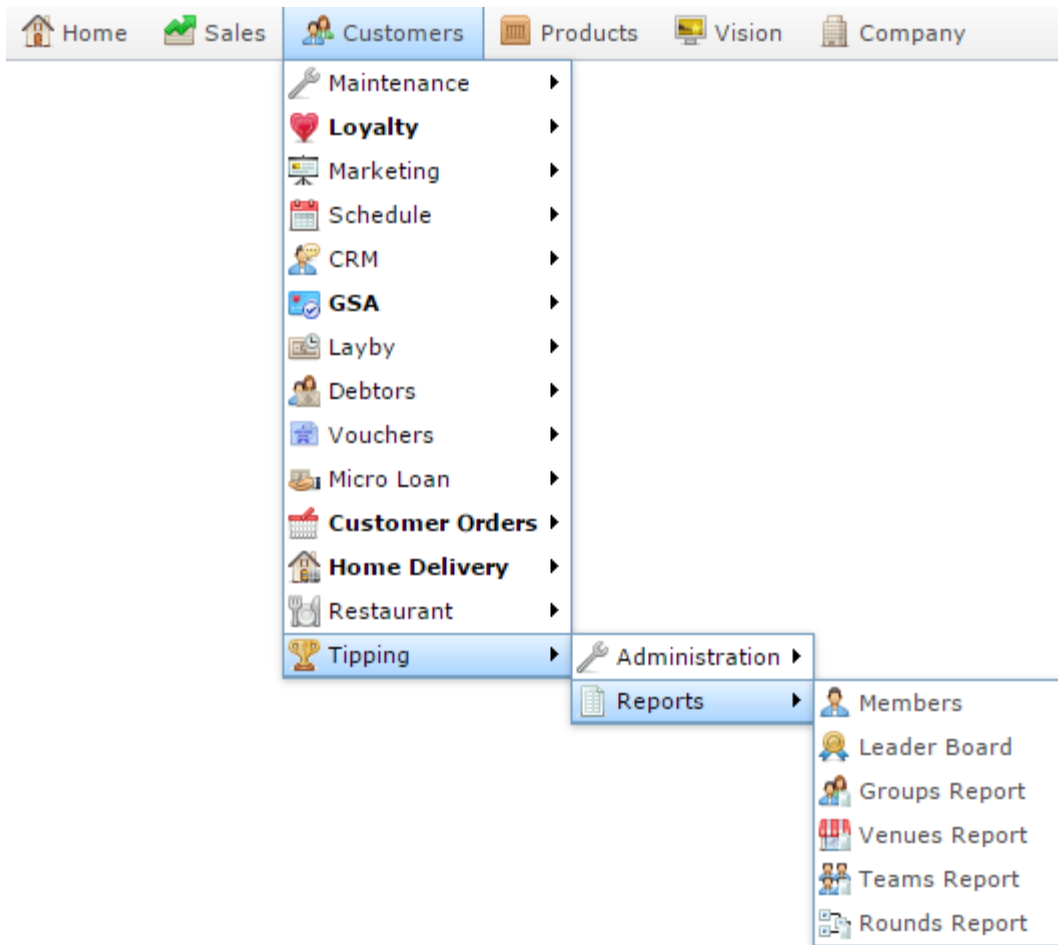 Home Sales Customers Products Vision Company
Maintenance
Loyalty
Marketing
Schedule
CRM
GSA
Layby
Debtors
Vouchers
Micro Loan
Customer Orders
Home Delivery
Restaurant
Tipping
Administration
Reports
Members
Leader Board
Groups Report
Venues Report
Teams Report
Rounds Report